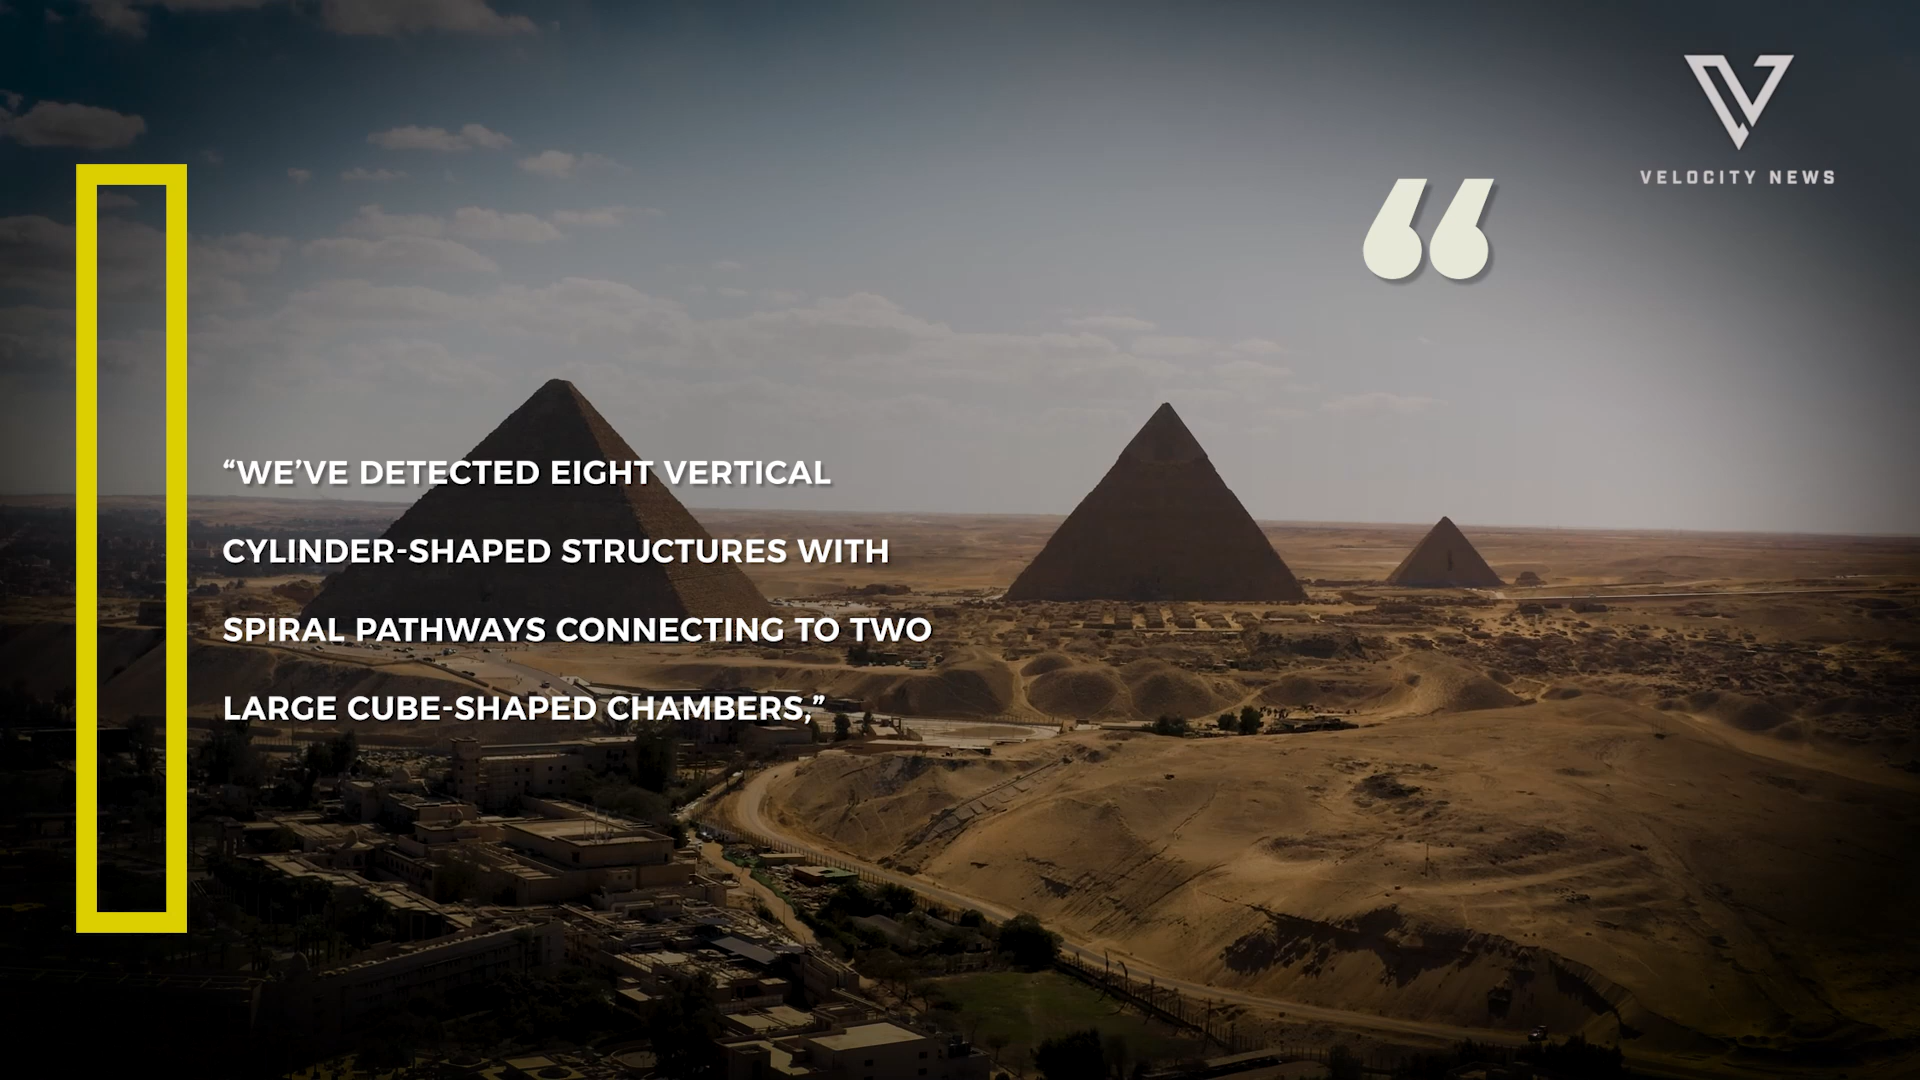 VELOCITY NEWS
“WE’VE DETECTED EIGHT VERTICAL
CYLINDER-SHAPED STRUCTURES WITH
SPIRAL PATHWAYS CONNECTING TO TWO
LARGE CUBE-SHAPED CHAMBERS,”